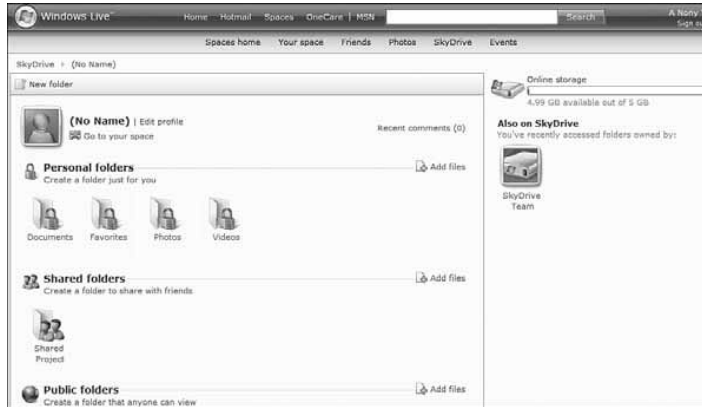 Windows Live™ Home Hotmail Spaces OneCare | MSN Search A Nony
Sign ou
Spaces home Your space Friends Photos SkyDrive Events
SkyDrive › (No Name)
New folder
(No Name) | Edit profile
Go to your space
Recent comments (0)
Personal folders Add files
Create a folder just for you
Documents Favorites Photos Videos
Shared folders Add files
Create a folder to share with friends
Shared
Project
Public folders Add files
Create a folder that anyone can view
Online storage
4.99 GB available out of 5 GB
Also on SkyDrive
You've recently accessed folders owned by:
SkyDrive
Team